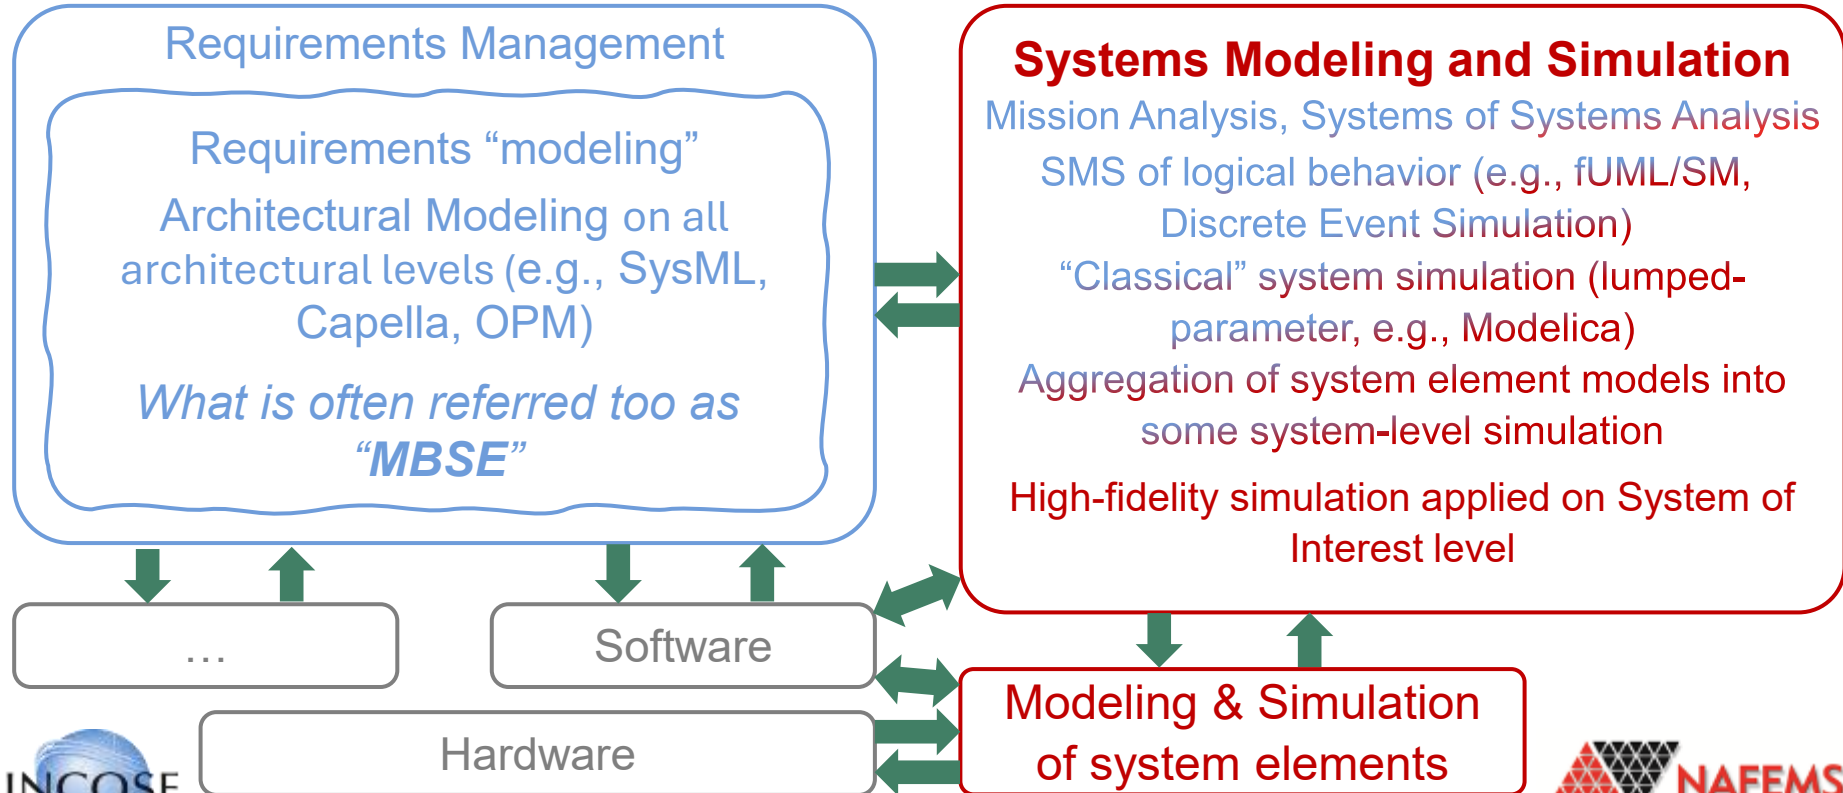 Requirements Management
Requirements “modeling”
Architectural Modeling on all
architectural levels (e.g., SysML,
Capella, OPM)
What is often referred too as
“MBSE”
Systems Modeling and Simulation
Mission Analysis, Systems of Systems Analysis
SMS of logical behavior (e.g., fUML/SM,
Discrete Event Simulation)
“Classical” system simulation (lumped-
parameter, e.g., Modelica)
Aggregation of system element models into
some system-level simulation
High-fidelity simulation applied on System of
Interest level
…
Software
Hardware
Modeling & Simulation
of system elements
INCOSE
NAFEMS